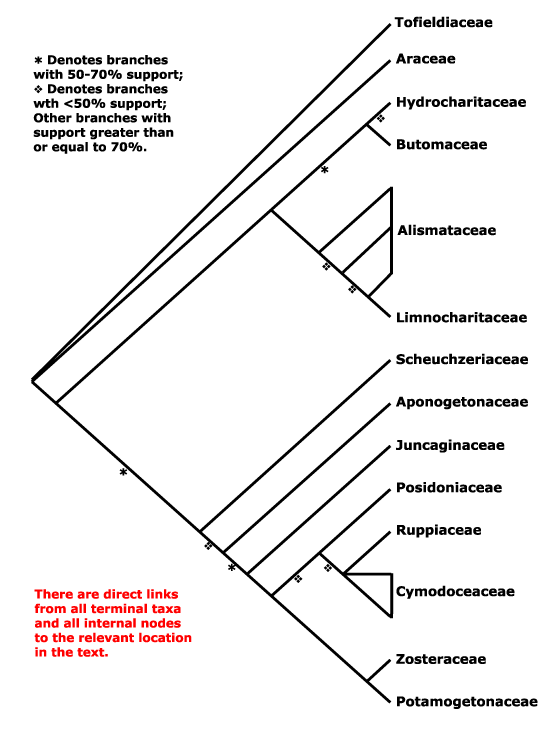 Tofieldiaceae
* Denotes branches
with 50-70% support;
❖ Denotes branches
wth <50% support;
Other branches with
support greater than
or equal to 70%.
Araceae
Hydrocharitaceae
❖
Butomaceae
*
Alismataceae
❖
❖
Limnocharitaceae
Scheuchzeriaceae
Aponogetonaceae
Juncaginaceae
*
Posidoniaceae
Ruppiaceae
❖
*
❖
❖
Cymodoceaceae
There are direct links
from all terminal taxa
and all internal nodes
to the relevant location
in the text.
Zosteraceae
Potamogetonaceae